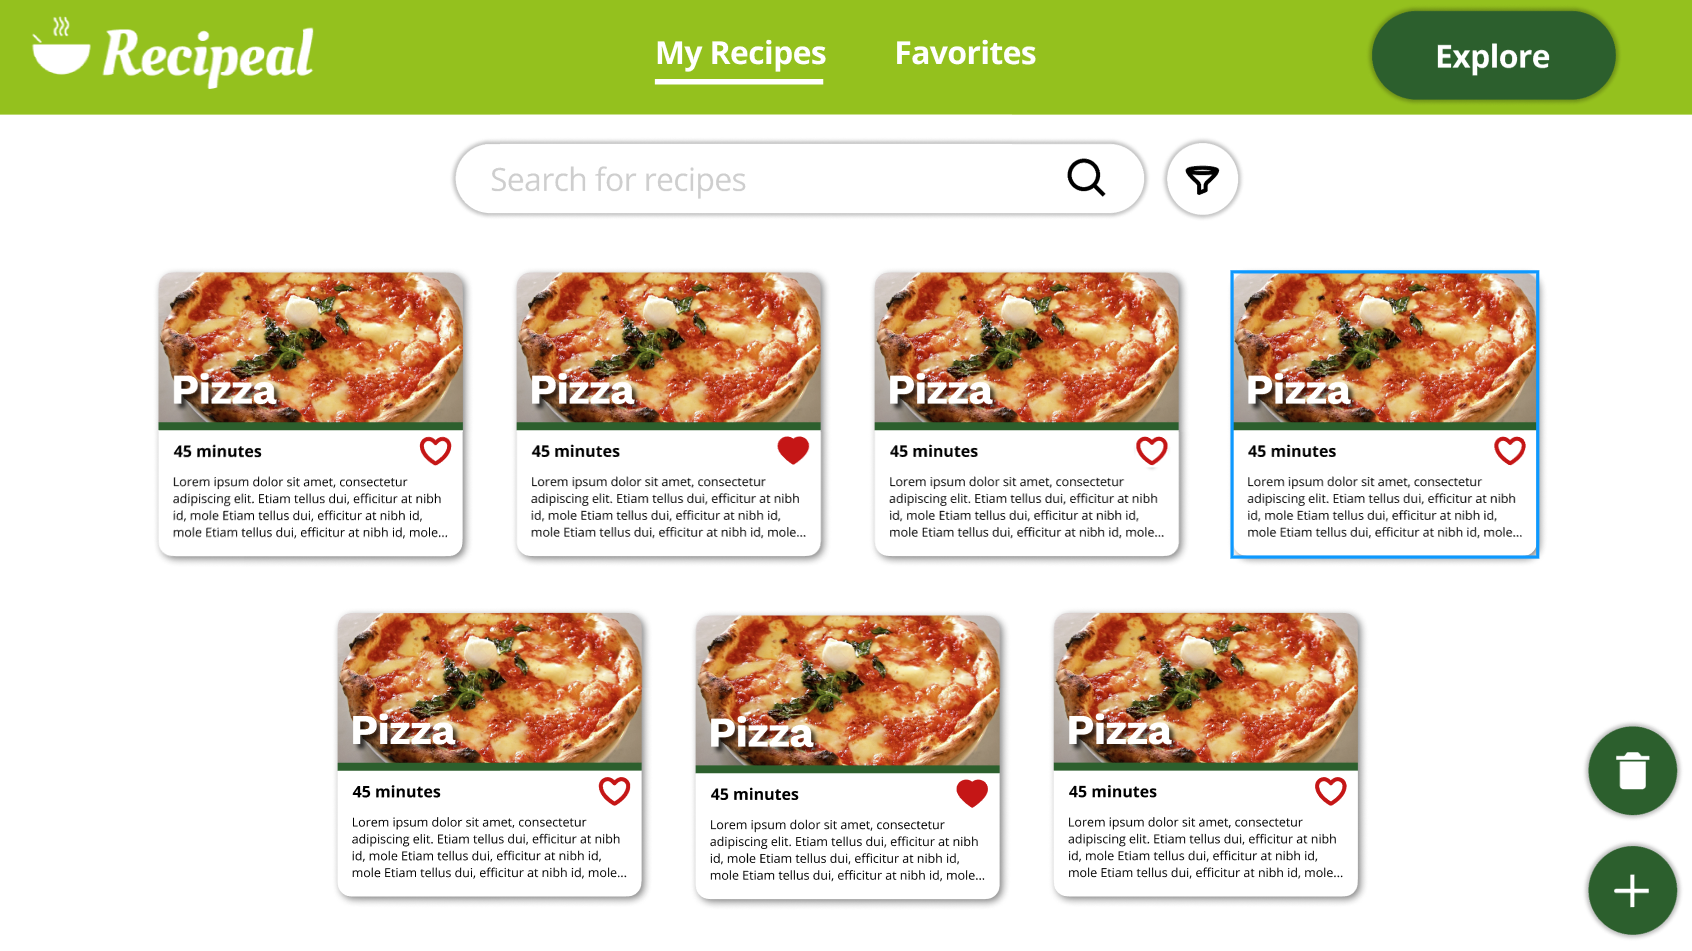 Recipeal
My Recipes
Favorites
Explore
Search for recipes
Pizza
45 minutes
Lorem ipsum dolor sit amet, consectetur
adipiscing elit. Etiam tellus dui, efficitur at nibh
id, mole Etiam tellus dui, efficitur at nibh id,
mole Etiam tellus dui, efficitur at nibh id, mole...
Pizza
45 minutes
Lorem ipsum dolor sit amet, consectetur
adipiscing elit. Etiam tellus dui, efficitur at nibh
id, mole Etiam tellus dui, efficitur at nibh id,
mole Etiam tellus dui, efficitur at nibh id, mole...
Pizza
45 minutes
Lorem ipsum dolor sit amet, consectetur
adipiscing elit. Etiam tellus dui, efficitur at nibh
id, mole Etiam tellus dui, efficitur at nibh id,
mole Etiam tellus dui, efficitur at nibh id, mole...
Pizza
45 minutes
Lorem ipsum dolor sit amet, consectetur
adipiscing elit. Etiam tellus dui, efficitur at nibh
id, mole Etiam tellus dui, efficitur at nibh id,
mole Etiam tellus dui, efficitur at nibh id, mole...
Pizza
45 minutes
Lorem ipsum dolor sit amet, consectetur
adipiscing elit. Etiam tellus dui, efficitur at nibh
id, mole Etiam tellus dui, efficitur at nibh id,
mole Etiam tellus dui, efficitur at nibh id, mole...
Pizza
45 minutes
Lorem ipsum dolor sit amet, consectetur
adipiscing elit. Etiam tellus dui, efficitur at nibh
id, mole Etiam tellus dui, efficitur at nibh id,
mole Etiam tellus dui, efficitur at nibh id, mole...
Pizza
45 minutes
Lorem ipsum dolor sit amet, consectetur
adipiscing elit. Etiam tellus dui, efficitur at nibh
id, mole Etiam tellus dui, efficitur at nibh id,
mole Etiam tellus dui, efficitur at nibh id, mole...